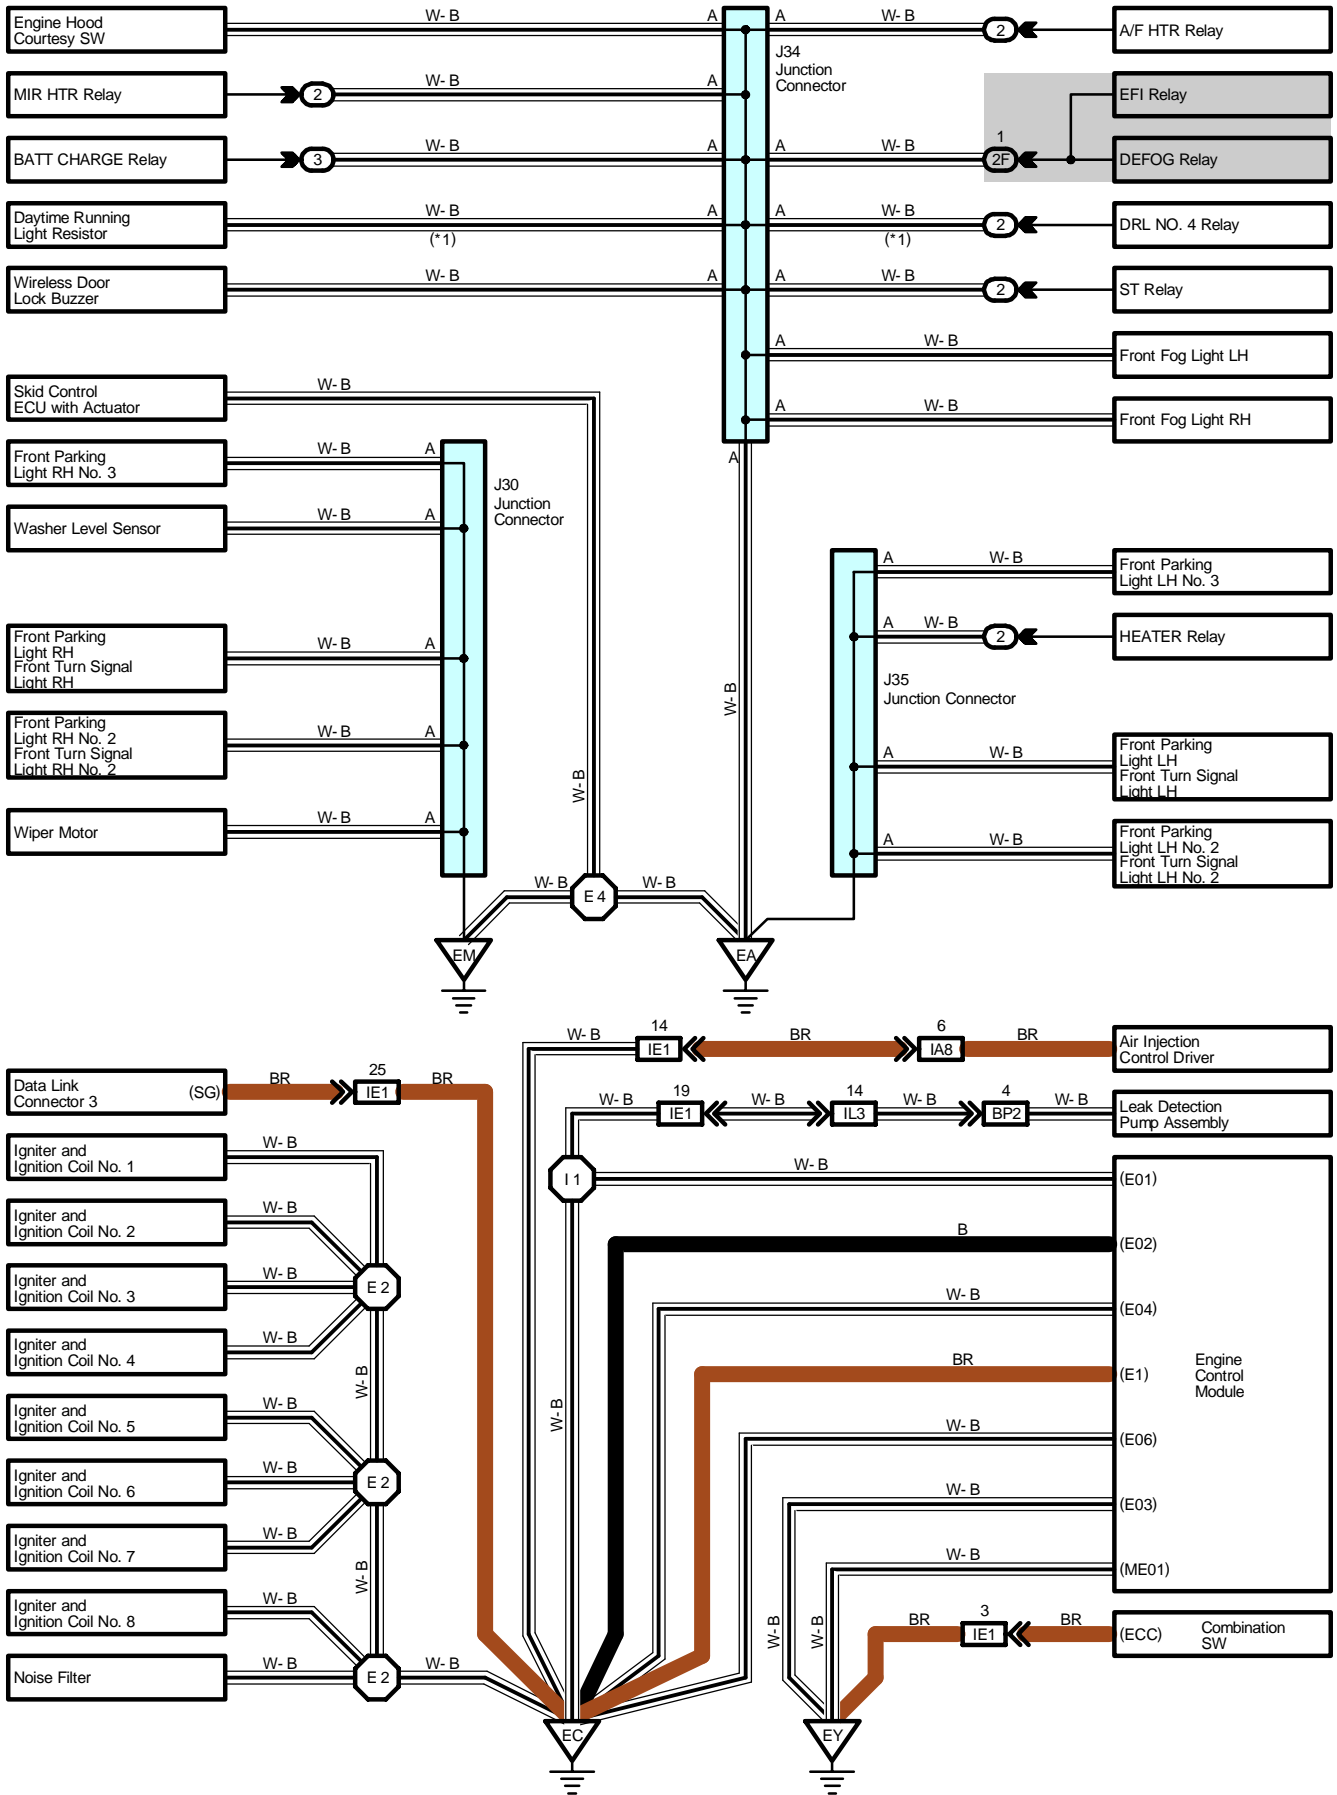 Engine Hood
Courtesy SW
W- B
A
A
W- B
2
A/F HTR Relay
J34
Junction
Connector
MIR HTR Relay
2
W- B
A
EFI Relay
BATT CHARGE Relay
3
W- B
A
A
W- B
1
2F
DEFOG Relay
Daytime Running
Light Resistor
W- B
(*1)
A
A
W- B
(*1)
2
DRL NO. 4 Relay
Wireless Door
Lock Buzzer
W- B
A
A
W- B
2
ST Relay
A
W- B
Front Fog Light LH
Skid Control
ECU with Actuator
W- B
A
W- B
Front Fog Light RH
Front Parking
Light RH No. 3
W- B
A
A
J30
Junction
Connector
Washer Level Sensor
W- B
A
A
W- B
Front Parking
Light LH No. 3
A
W- B
2
HEATER Relay
Front Parking
Light RH
Front Turn Signal
Light RH
W- B
A
J35
Junction Connector
W- B
Front Parking
Light RH No. 2
Front Turn Signal
Light RH No. 2
W- B
A
A
W- B
Front Parking
Light LH
Front Turn Signal
Light LH
W- B
Wiper Motor
W- B
A
A
W- B
Front Parking
Light LH No. 2
Front Turn Signal
Light LH No. 2
W- B
E 4
W- B
EM
EA
W- B
14
IE1
BR
6
IA8
BR
Air Injection
Control Driver
Data Link
Connector 3
(SG)
BR
25
IE1
BR
W- B
19
IE1
W- B
14
IL3
W- B
4
BP2
W- B
Leak Detection
Pump Assembly
Igniter and
Ignition Coil No. 1
W- B
I 1
W- B
(E01)
Igniter and
Ignition Coil No. 2
W- B
B
(E02)
Igniter and
Ignition Coil No. 3
W- B
E 2
W- B
(E04)
Igniter and
Ignition Coil No. 4
W- B
W- B
BR
(E1)
Engine
Control
Module
Igniter and
Ignition Coil No. 5
W- B
W- B
W- B
(E06)
Igniter and
Ignition Coil No. 6
W- B
E 2
W- B
(E03)
Igniter and
Ignition Coil No. 7
W- B
W- B
W- B
(ME01)
Igniter and
Ignition Coil No. 8
W- B
W- B
W- B
BR
3
IE1
BR
(ECC)
Combination
SW
Noise Filter
W- B
E 2
W- B
EC
EY